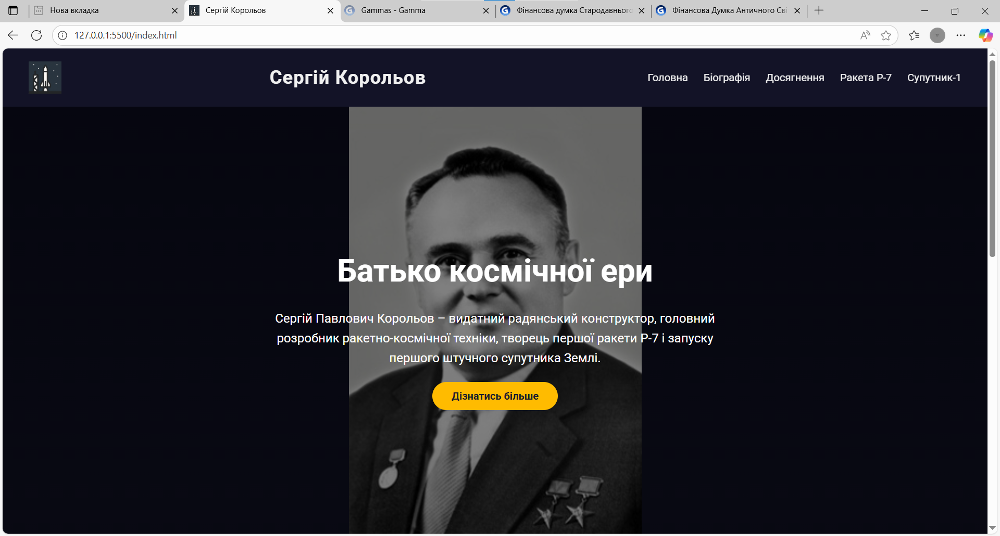 Нова вкладка
Сергій Корольов
Gammas - Gamma
Фінансова думка Стародавнього
Фінансова Думка Античного Сві
127.0.0.1:5500/index.html
Сергій Корольов
Головна
Біографія
Досягнення
Ракета Р-7
Супутник-1
Батько космічної ери
Сергій Павлович Корольов – видатний радянський конструктор, головний
розробник ракетно-космічної техніки, творець першої ракети Р-7 і запуску
першого штучного супутника Землі.
Дізнатись більше